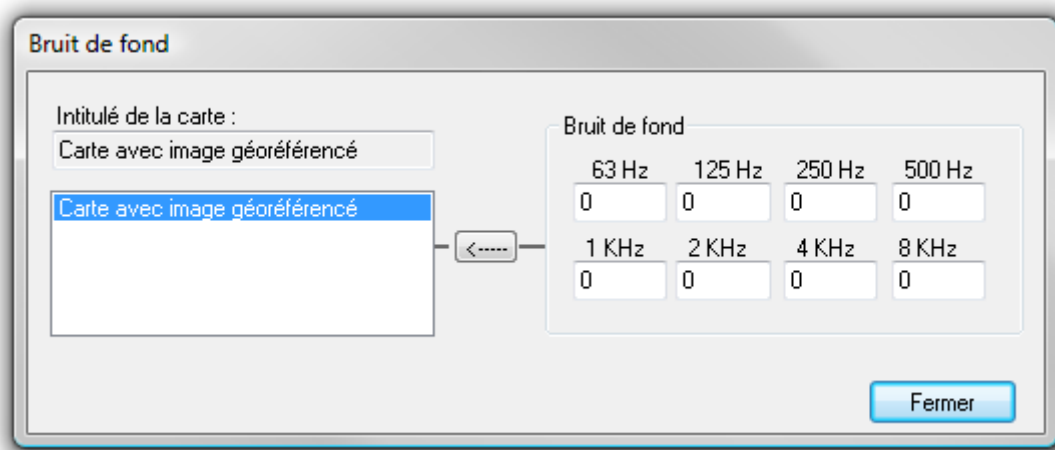 Bruit de fond
Intitulé de la carte :
Carte avec image géoréférencé
Carte avec image géoréférencé
<-----
Bruit de fond
63 Hz 125 Hz 250 Hz 500 Hz
0 0 0 0
1 KHz 2 KHz 4 KHz 8 KHz
0 0 0 0
Fermer